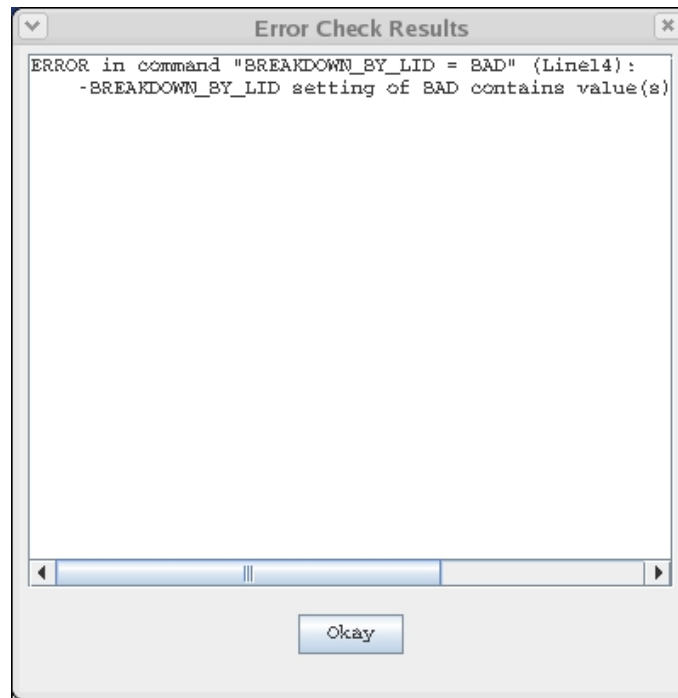 Error Check Results
ERROR in command "BREAKDOWN_BY_LID = BAD" (Line14):
-BREAKDOWN_BY_LID setting of BAD contains value(s)
Okay